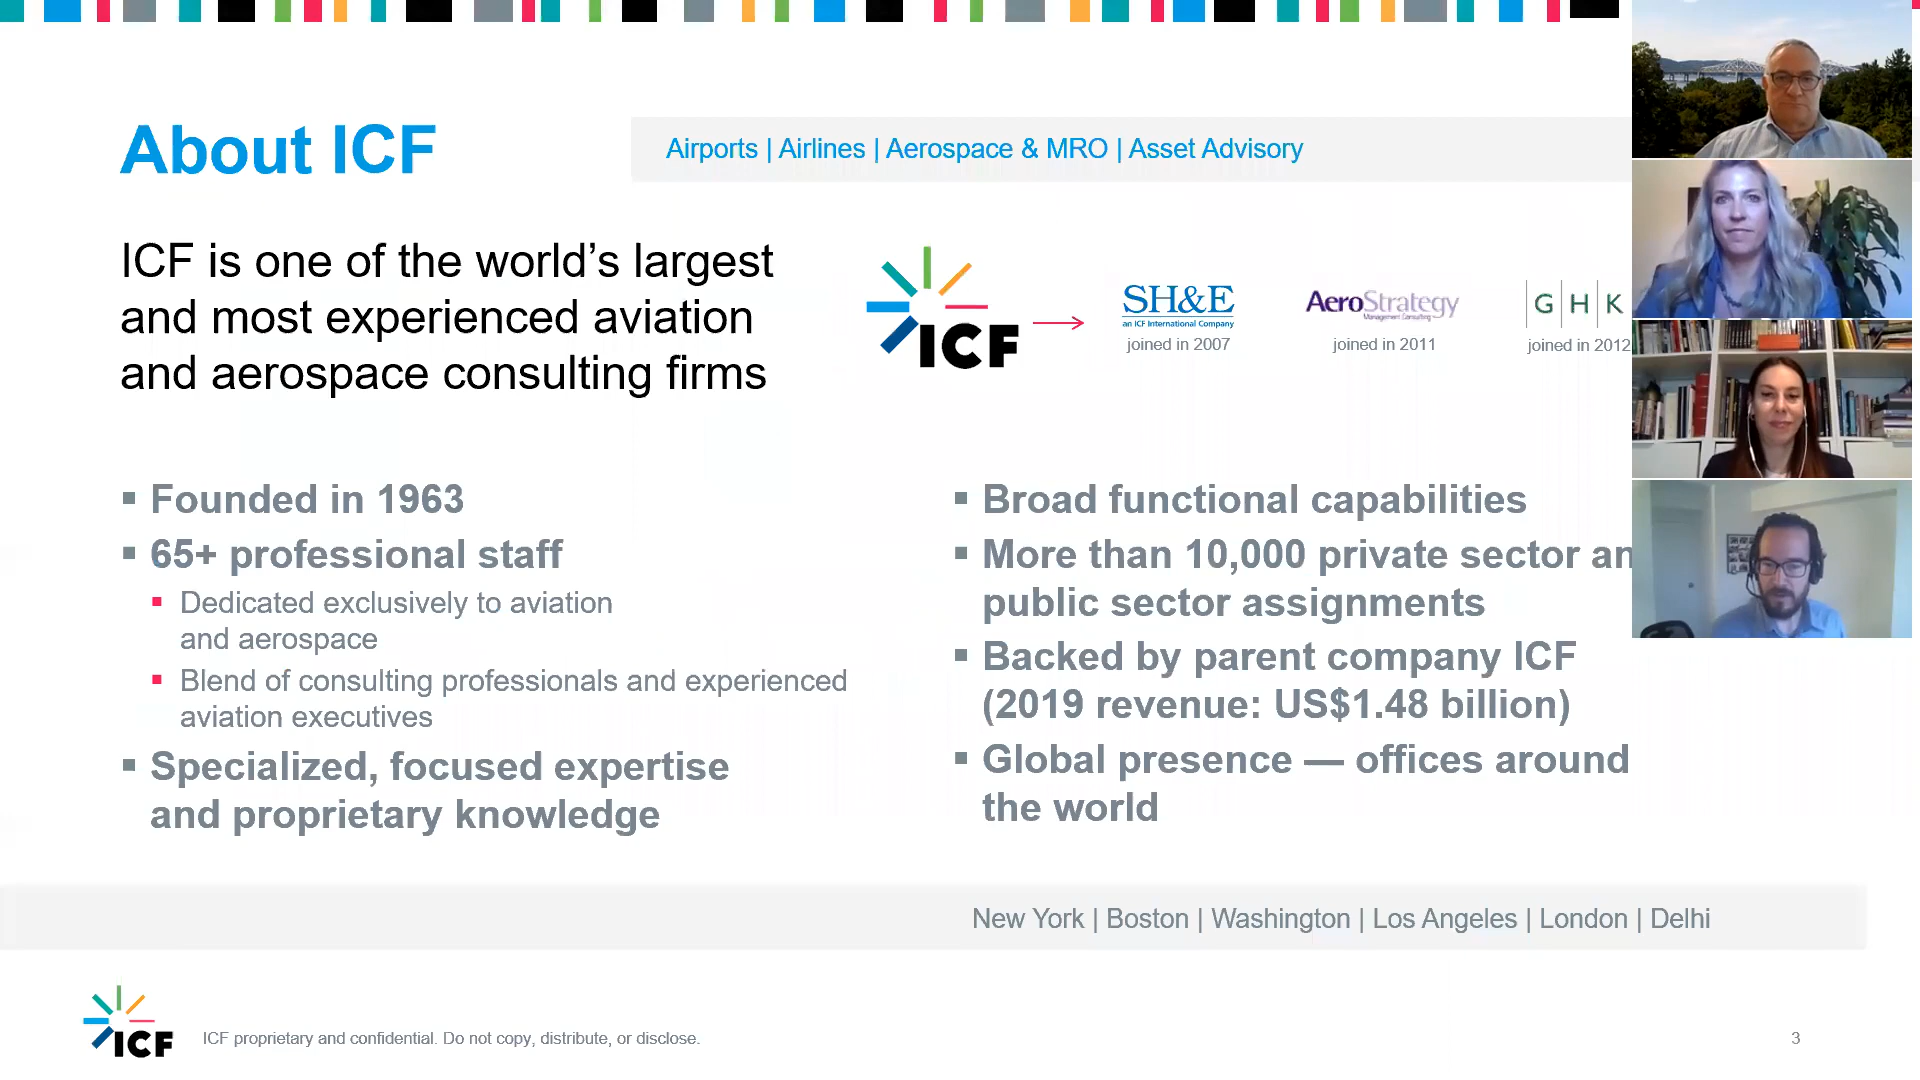 About ICF
Airports | Airlines | Aerospace & MRO | Asset Advisory
ICF is one of the world’s largest
and most experienced aviation
and aerospace consulting firms
ICF
SH&E
an ICF International Company
joined in 2007
AeroStrategy
Management Consulting
joined in 2011
G H K
joined in 2012
▪ Founded in 1963
▪ 65+ professional staff
▪ Dedicated exclusively to aviation
and aerospace
▪ Blend of consulting professionals and experienced
aviation executives
▪ Specialized, focused expertise
and proprietary knowledge
▪ Broad functional capabilities
▪ More than 10,000 private sector an
public sector assignments
▪ Backed by parent company ICF
(2019 revenue: US$1.48 billion)
▪ Global presence — offices around
the world
New York | Boston | Washington | Los Angeles | London | Delhi
ICF
ICF proprietary and confidential. Do not copy, distribute, or disclose.
3